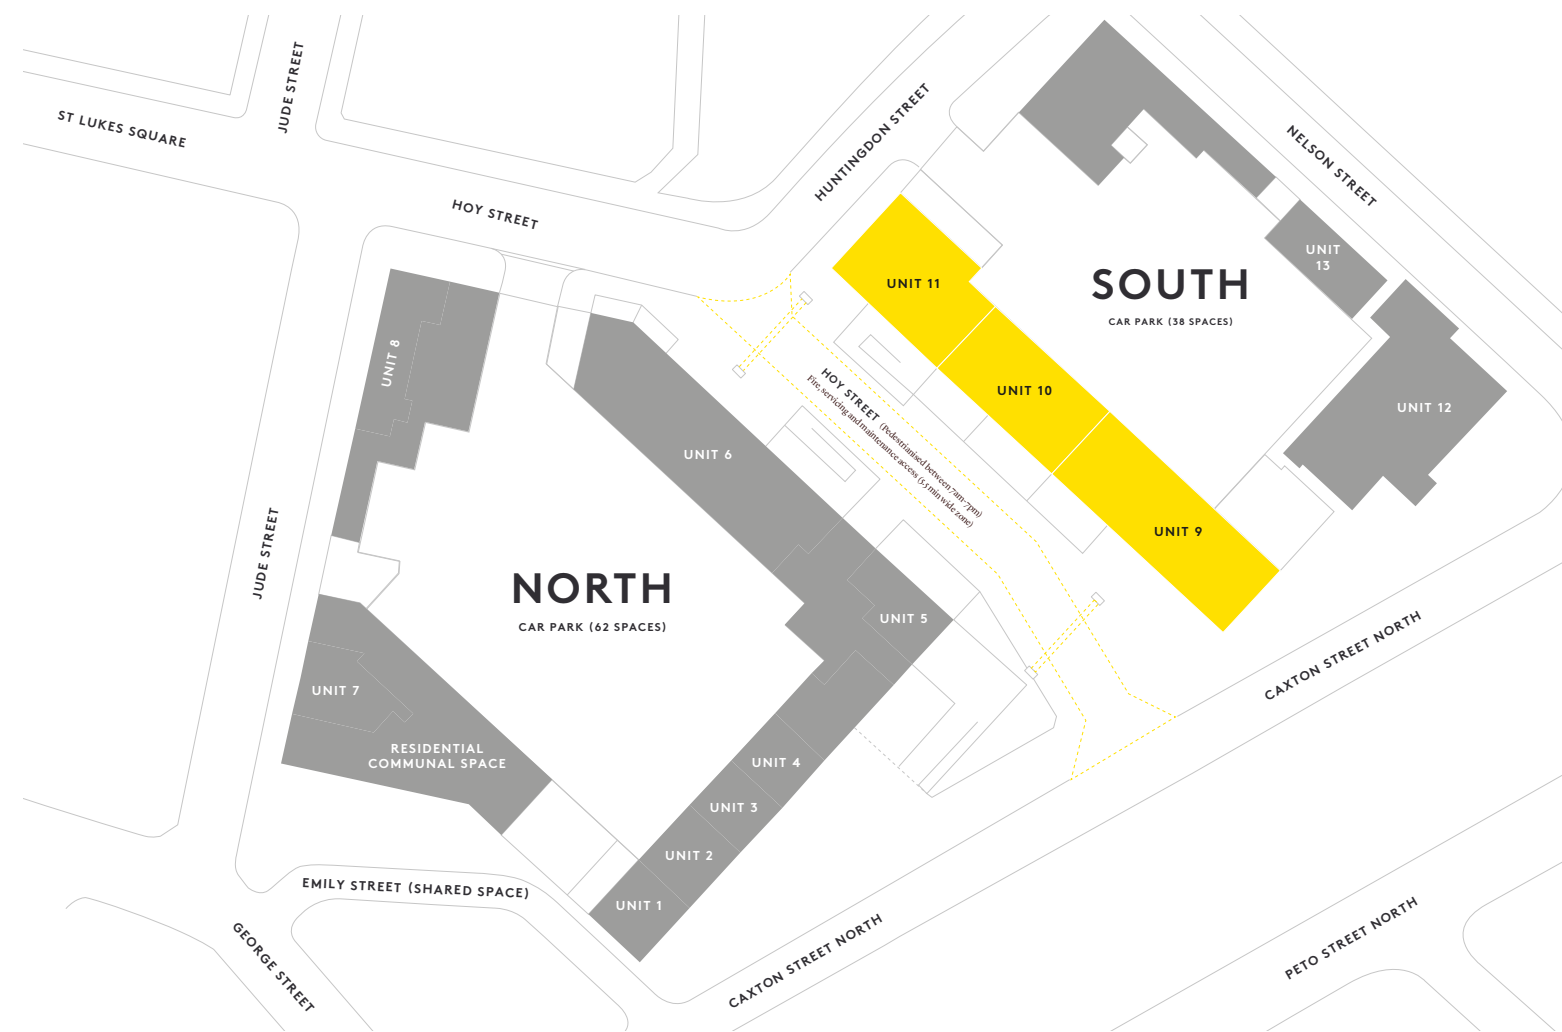 ST LUKES SQUARE
JUDE STREET
HOY STREET
HUNTINGDON STREET
NELSON STREET
UNIT 11
SOUTH
CAR PARK (38 SPACES)
UNIT
13
UNIT 12
UNIT 10
UNIT 9
UNIT 8
UNIT 6
HOY STREET (Pedestrianised between 7am-7pm)
Fire, servicing and maintenance access (3.5 min wide zone)
JUDE STREET
NORTH
CAR PARK (62 SPACES)
UNIT 5
UNIT 7
RESIDENTIAL
COMMUNAL SPACE
UNIT 4
UNIT 3
UNIT 2
UNIT 1
CAXTON STREET NORTH
EMILY STREET (SHARED SPACE)
GEORGE STREET
CAXTON STREET NORTH
PETO STREET NORTH